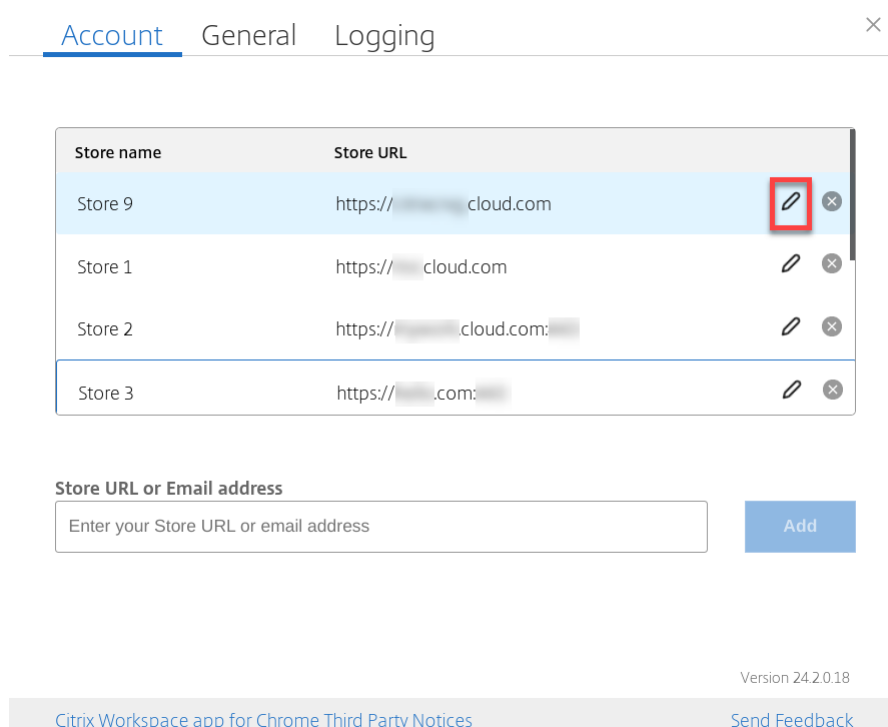 Account General Logging
Store name Store URL
Store 9 https:// cloud.com
Store 1 https:// cloud.com
Store 2 https:// .cloud.com:
Store 3 https:// .com:
Store URL or Email address
Enter your Store URL or email address Add
Version 24.2.0.18
Citrix Workspace app for Chrome Third Party Notices Send Feedback